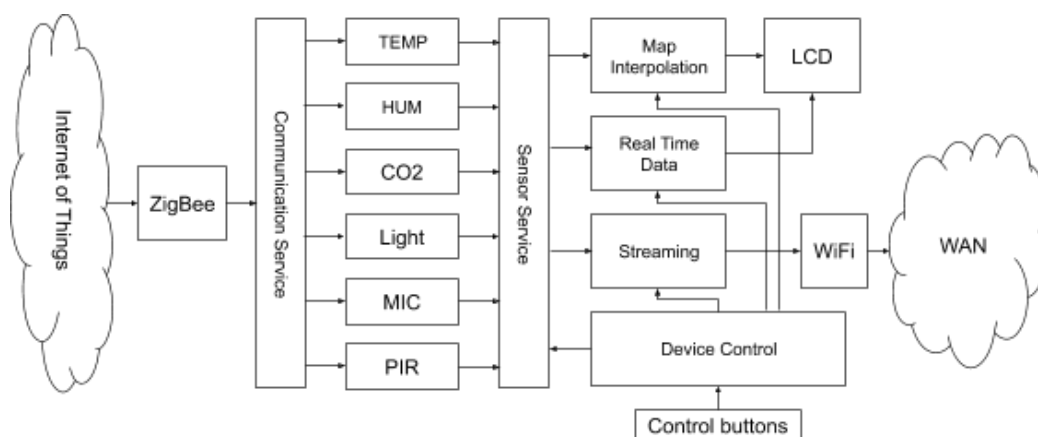 Internet of Things
ZigBee
Communication Service
TEMP
HUM
CO2
Light
MIC
PIR
Sensor Service
Map
Interpolation
Real Time
Data
Streaming
Device Control
Control buttons
LCD
WiFi
WAN